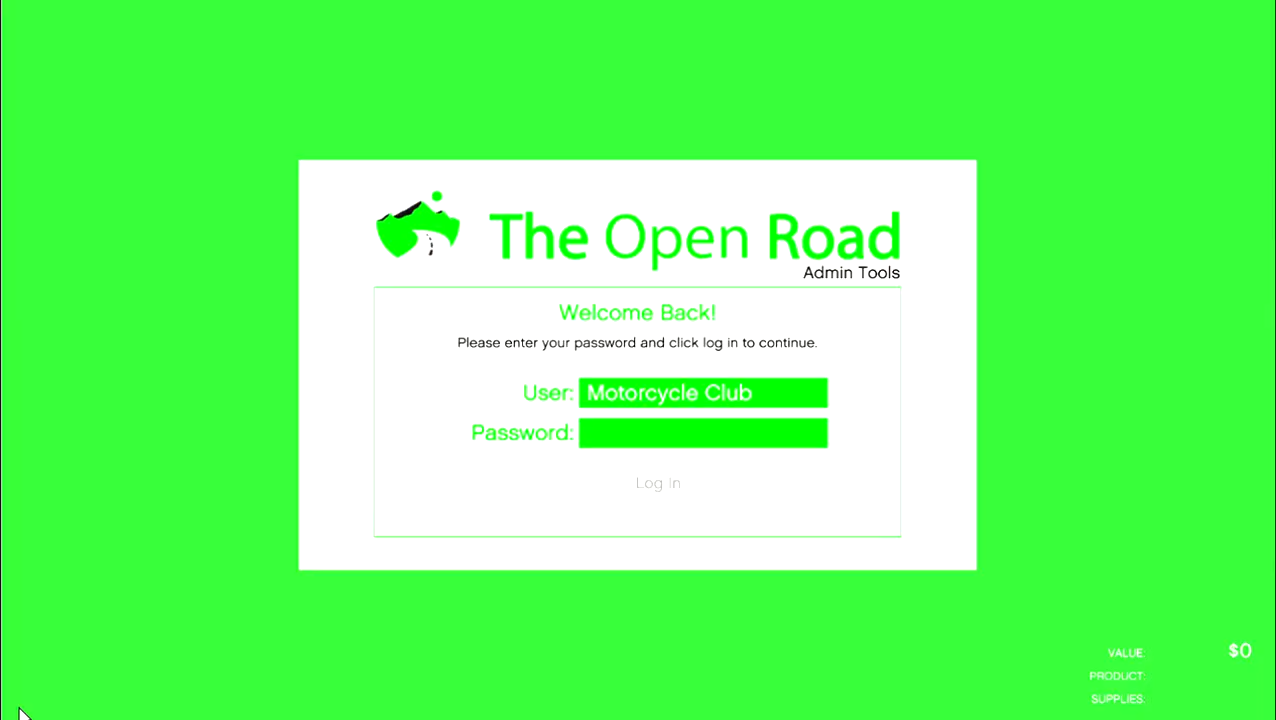 The Open Road
Admin Tools
Welcome Back!
Please enter your password and click log in to continue.
User: Motorcycle Club
Password:
Log in
VALUE: $0
PRODUCT:
SUPPLIES: